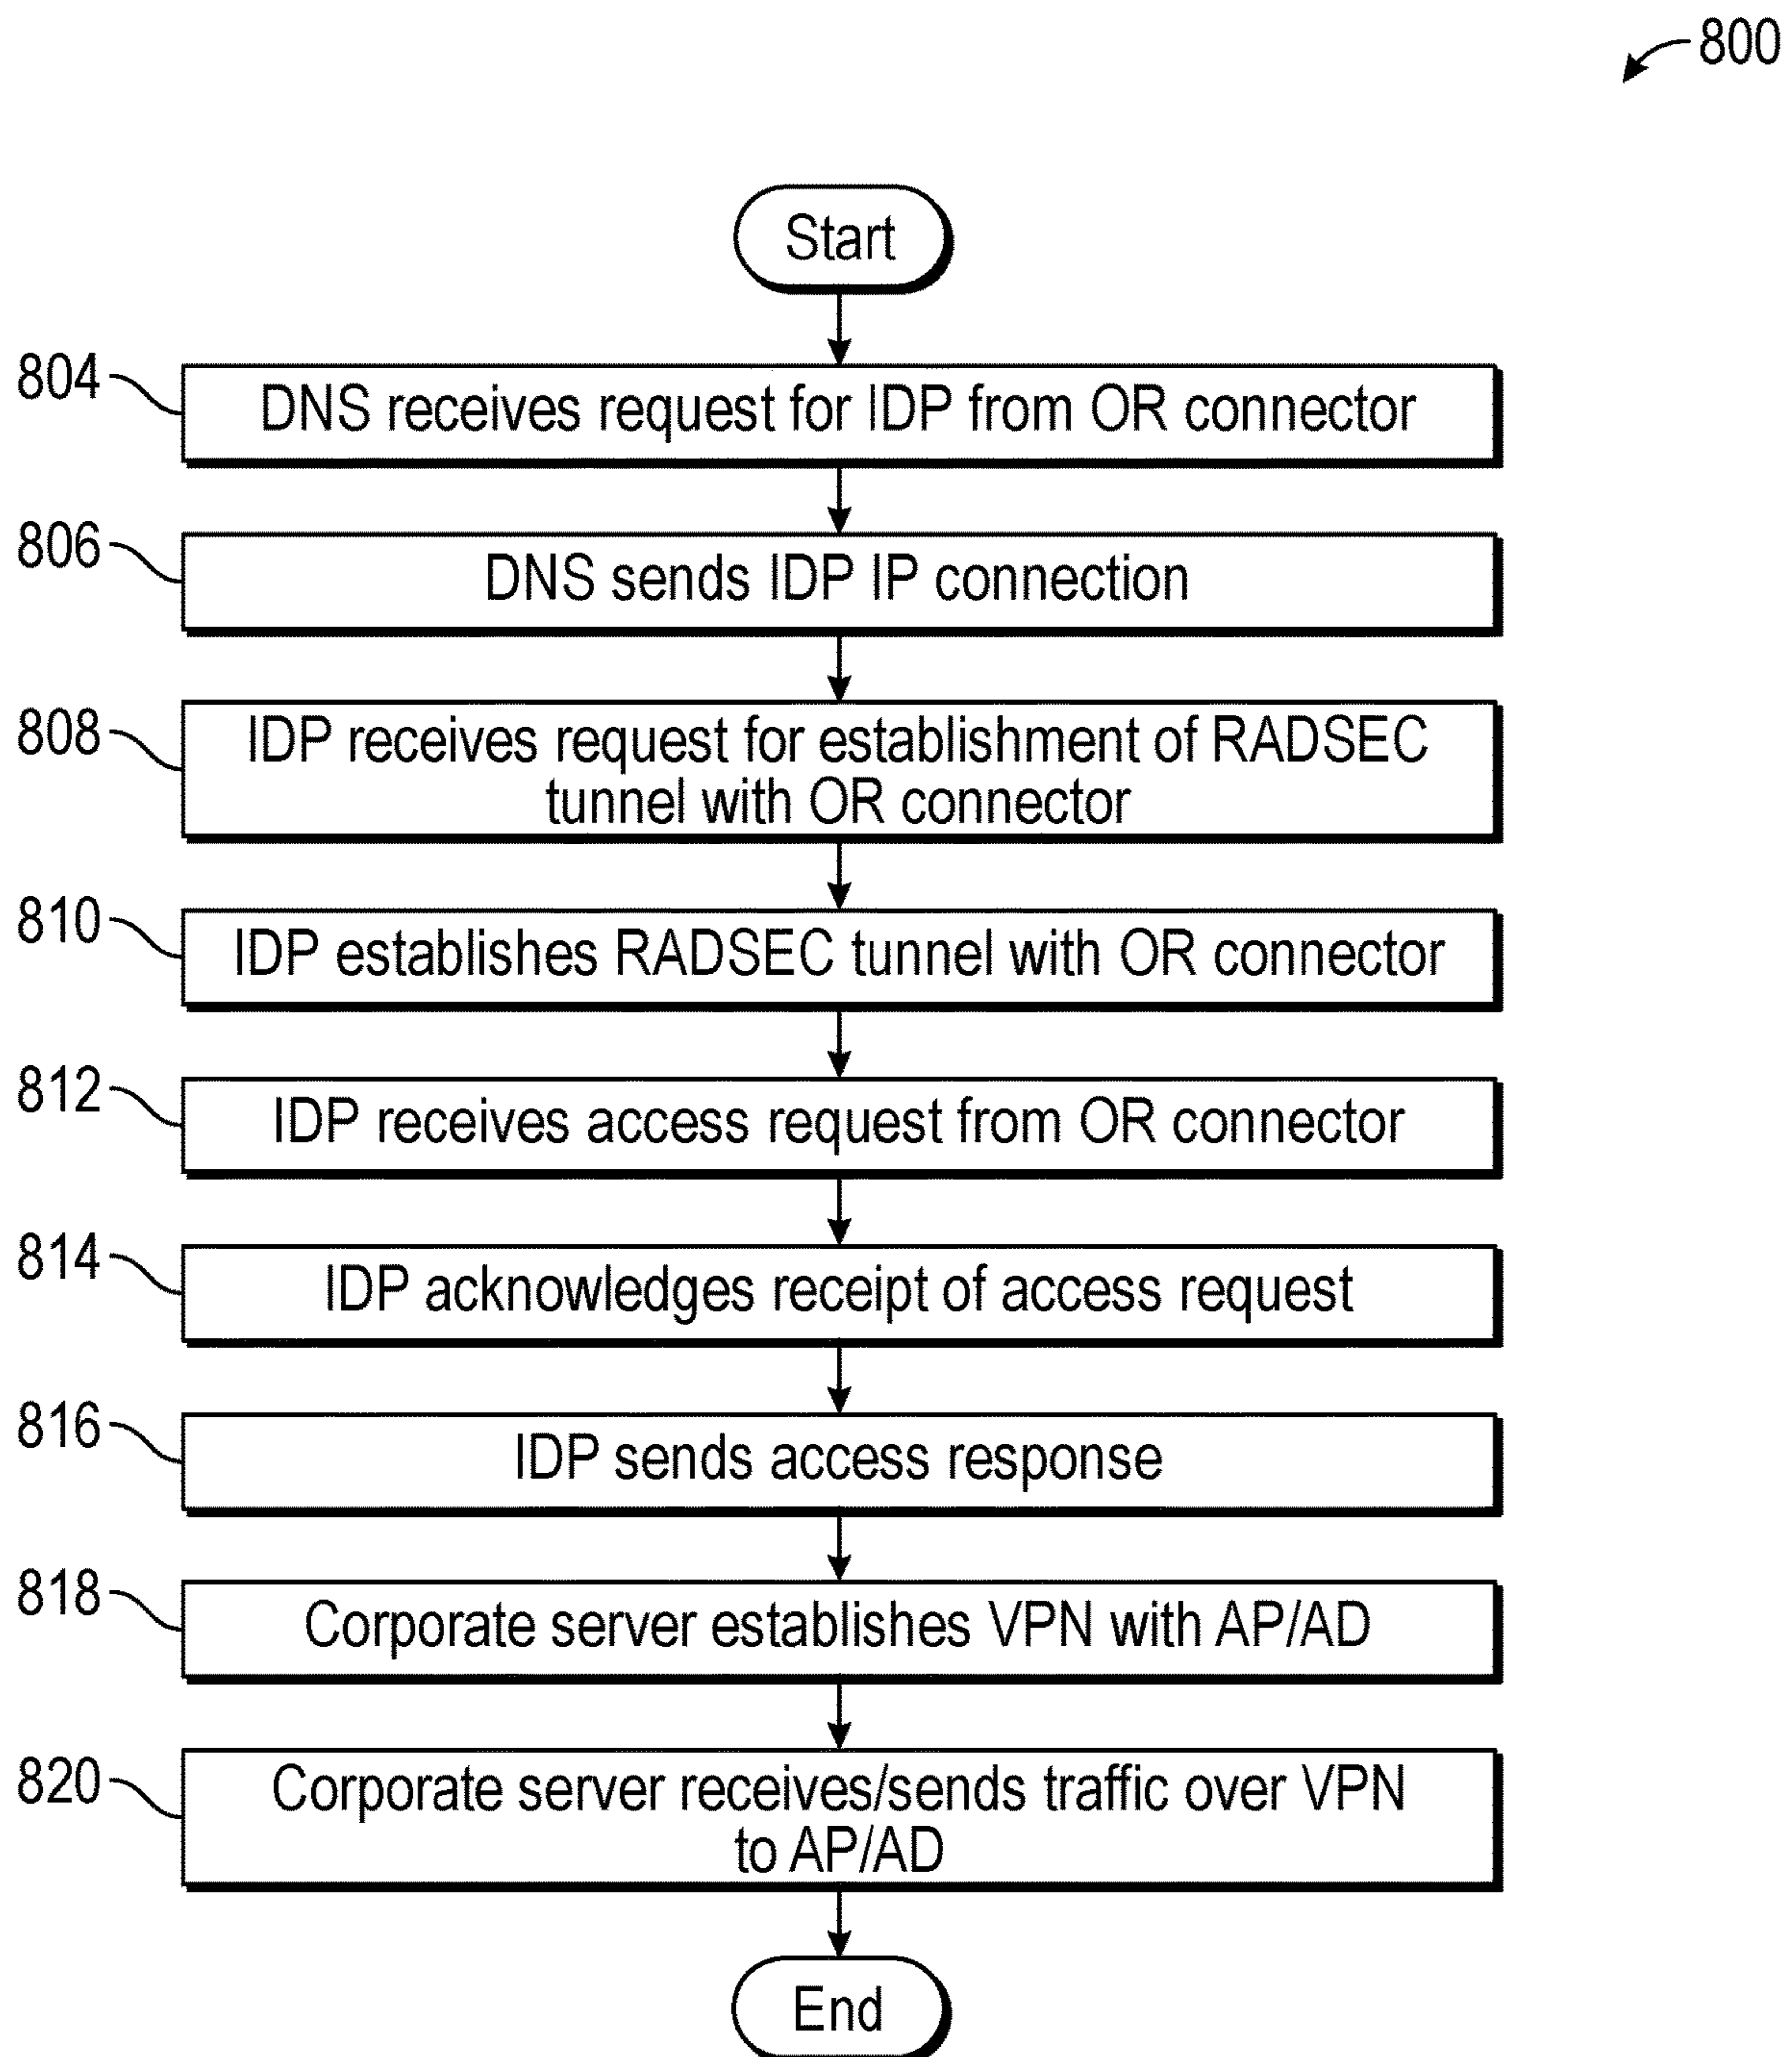 800
Start
804
DNS receives request for IDP from OR connector
806
DNS sends IDP IP connection
808
IDP receives request for establishment of RADSEC
tunnel with OR connector
810
IDP establishes RADSEC tunnel with OR connector
812
IDP receives access request from OR connector
814
IDP acknowledges receipt of access request
816
IDP sends access response
818
Corporate server establishes VPN with AP/AD
820
Corporate server receives/sends traffic over VPN
to AP/AD
End